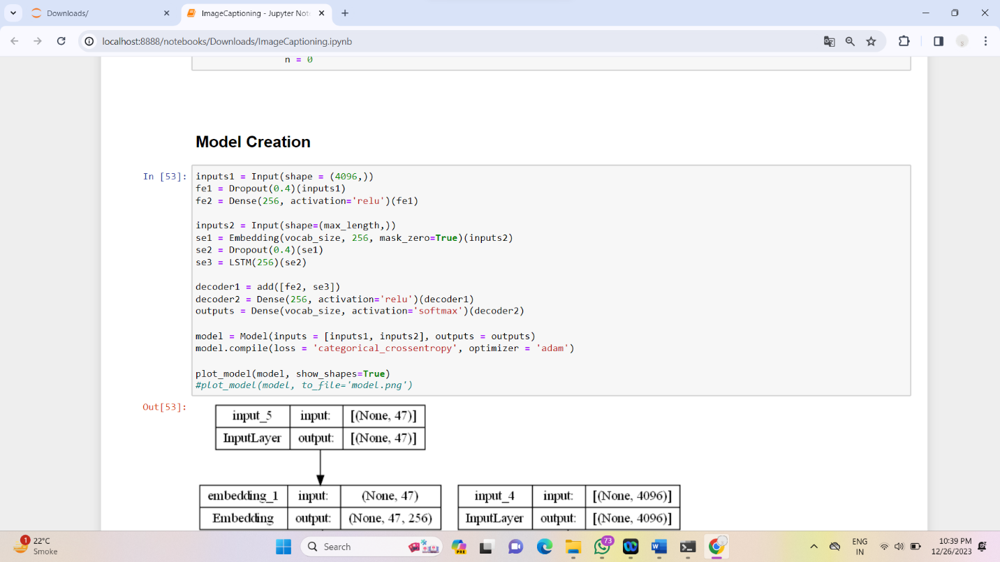 Downloads/
ImageCaptioning - Jupyter Note
localhost:8888/notebooks/Downloads/ImageCaptioning.ipynb
s
n = 0
Model Creation
In [53]:
inputs1 = Input(shape = (4096,))
fe1 = Dropout(0.4)(inputs1)
fe2 = Dense(256, activation='relu')(fe1)
inputs2 = Input(shape=(max_length,))
se1 = Embedding(vocab_size, 256, mask_zero=True)(inputs2)
se2 = Dropout(0.4)(se1)
se3 = LSTM(256)(se2)
decoder1 = add([fe2, se3])
decoder2 = Dense(256, activation='relu')(decoder1)
outputs = Dense(vocab_size, activation='softmax')(decoder2)
model = Model(inputs = [inputs1, inputs2], outputs = outputs)
model.compile(loss = 'categorical_crossentropy', optimizer = 'adam')
plot_model(model, show_shapes=True)
#plot_model(model, to_file='model.png')
Out[53]:
input_5 input: [(None, 47)]
InputLayer output: [(None, 47)]
embedding_1 input: (None, 47)
Embedding output: (None, 47, 256)
input_4 input: [(None, 4096)]
InputLayer output: [(None, 4096)]
1
22°C
Smoke
Search
PRE
73
ENG
IN
10:39 PM
12/26/2023